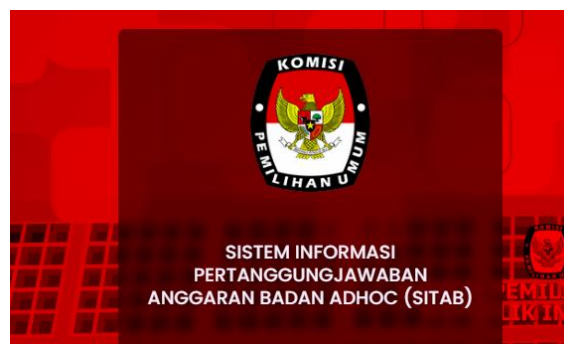 KOMISI
PEMILIHAN UMUM
SISTEM INFORMASI
PERTANGGUNGJAWABAN
ANGGARAN BADAN ADHOC (SITAB)